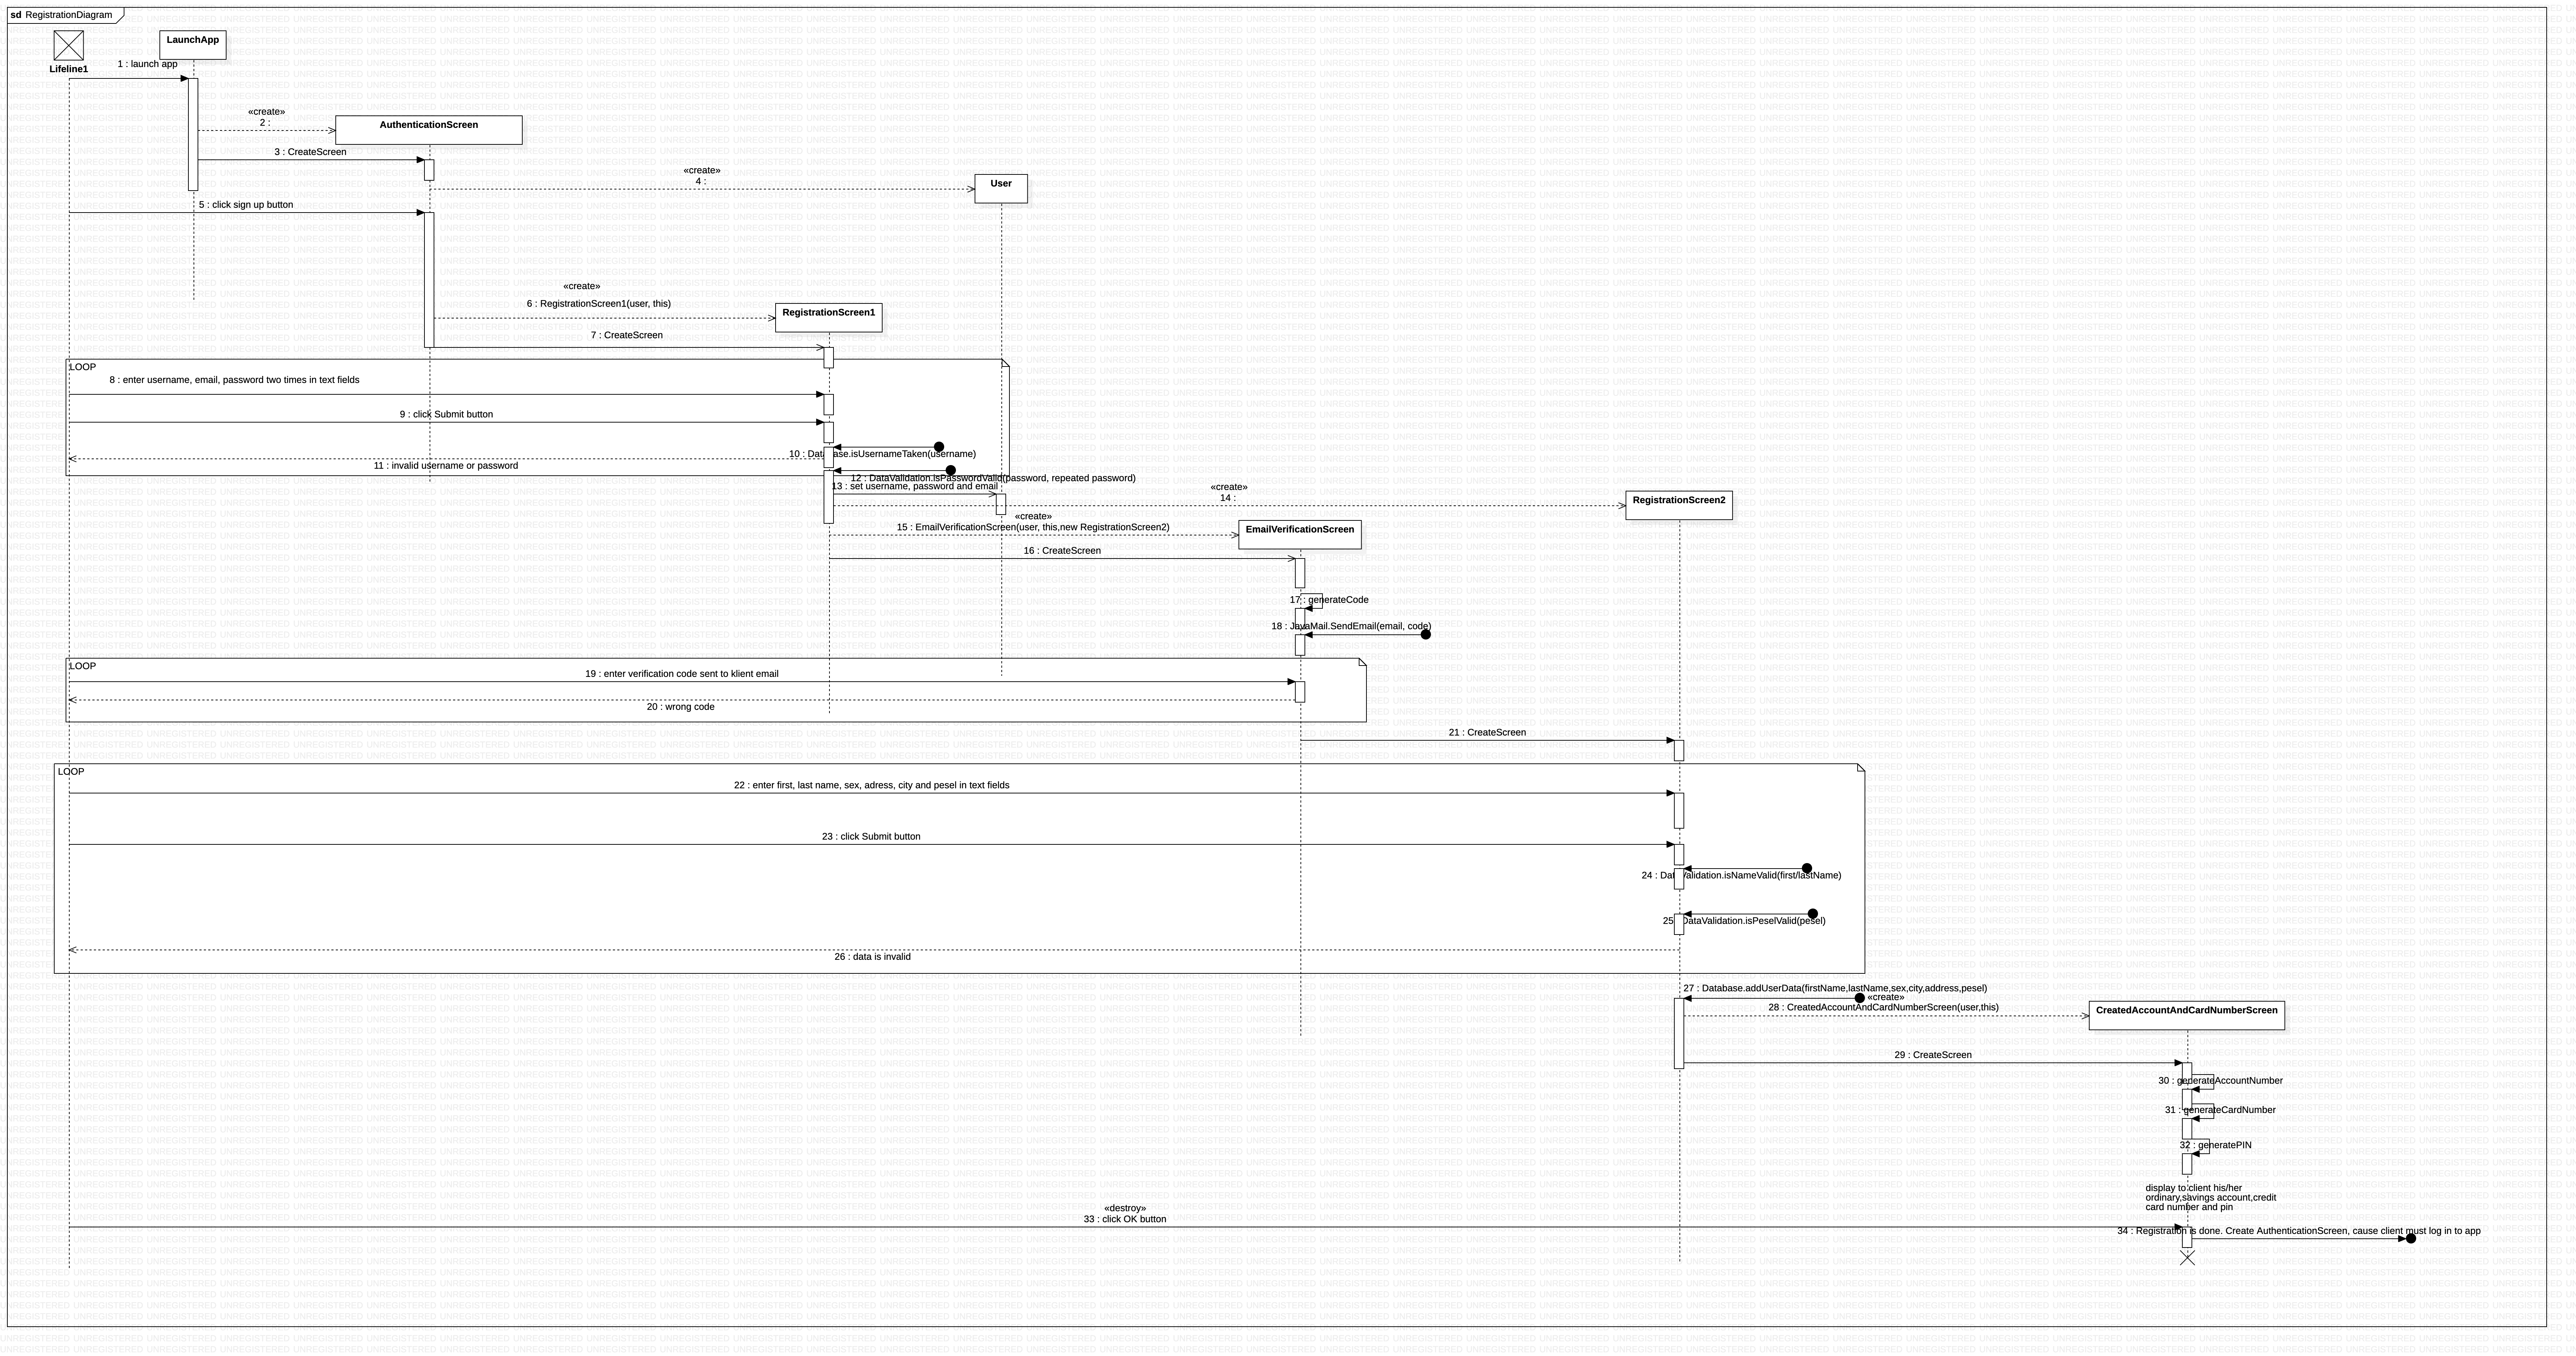 sd RegistrationDiagram
Lifeline1
LaunchApp
1 : launch app
«create»
2 :
AuthenticationScreen
3 : CreateScreen
«create»
4 :
User
5 : click sign up button
«create»
6 : RegistrationScreen1(user, this)
RegistrationScreen1
7 : CreateScreen
LOOP
8 : enter username, email, password two times in text fields
9 : click Submit button
10 : Database.isUsernameTaken(username)
11 : invalid username or password
12 : DataValidation.isPasswordValid(password, repeated password)
13 : set username, password and email
«create»
14 :
RegistrationScreen2
«create»
15 : EmailVerificationScreen(user, this,new RegistrationScreen2)
EmailVerificationScreen
16 : CreateScreen
17 : generateCode
18 : JavaMail.SendEmail(email, code)
LOOP
19 : enter verification code sent to klient email
20 : wrong code
21 : CreateScreen
LOOP
22 : enter first, last name, sex, adress, city and pesel in text fields
23 : click Submit button
24 : DataValidation.isNameValid(first/lastName)
25 : DataValidation.isPeselValid(pesel)
26 : data is invalid
27 : Database.addUserData(firstName,lastName,sex,city,address,pesel)
«create»
28 : CreatedAccountAndCardNumberScreen(user,this)
CreatedAccountAndCardNumberScreen
29 : CreateScreen
30 : generateAccountNumber
31 : generateCardNumber
32 : generatePIN
display to client his/her
ordinary,savings account,credit
card number and pin
«destroy»
33 : click OK button
34 : Registration is done. Create AuthenticationScreen, cause client must log in to app